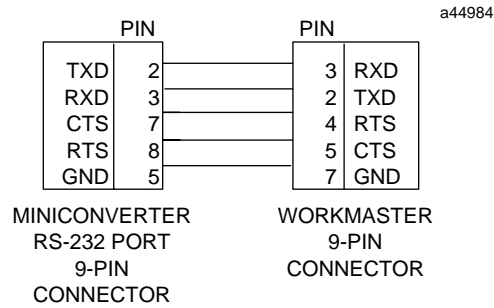 a44984
PIN PIN
TXD 2 3 RXD
RXD 3 2 TXD
CTS 7 4 RTS
RTS 8 5 CTS
GND 5 7 GND
MINICONVERTER WORKMASTER
RS-232 PORT 9-PIN
9-PIN CONNECTOR
CONNECTOR